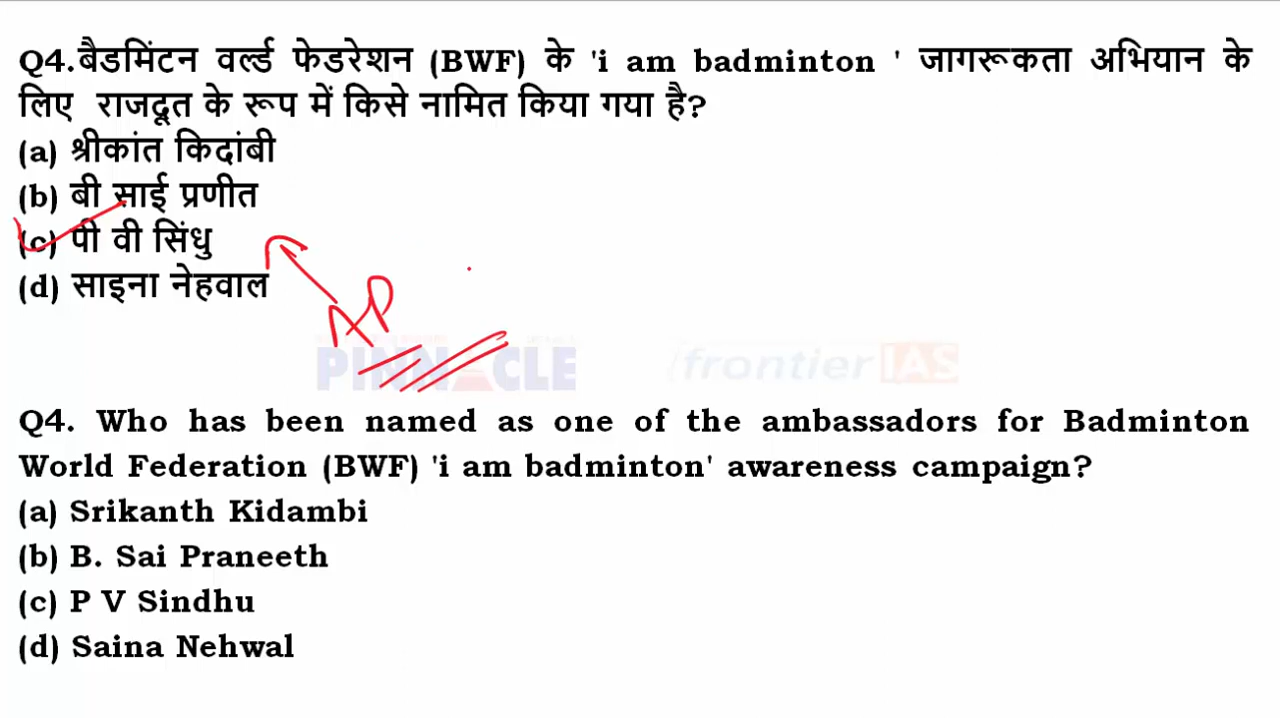 Q4.बैडमिंटन वर्ल्ड फेडरेशन (BWF) के 'i am badminton ' जागरूकता अभियान के
लिए राजदूत के रूप में किसे नामित किया गया है?
(a) श्रीकांत किदांबी
(b) बी साई प्रणीत
(c) पी वी सिंधु
(d) साइना नेहवाल
AP
PINNACLE
frontier IAS
Q4. Who has been named as one of the ambassadors for Badminton
World Federation (BWF) 'i am badminton' awareness campaign?
(a) Srikanth Kidambi
(b) B. Sai Praneeth
(c) P V Sindhu
(d) Saina Nehwal